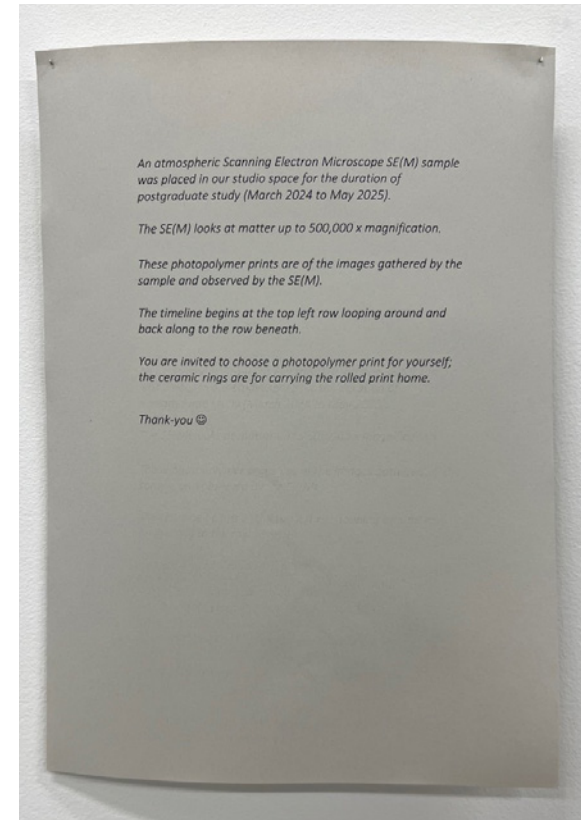 An atmospheric Scanning Electron Microscope SE(M) sample
was placed in our studio space for the duration of
postgraduate study (March 2024 to May 2025).
The SE(M) looks at matter up to 500,000 x magnification.
These photopolymer prints are of the images gathered by the
sample and observed by the SE(M).
The timeline begins at the top left row looping around and
back along to the row beneath.
You are invited to choose a photopolymer print for yourself;
the ceramic rings are for carrying the rolled print home.
Thank-you ☺